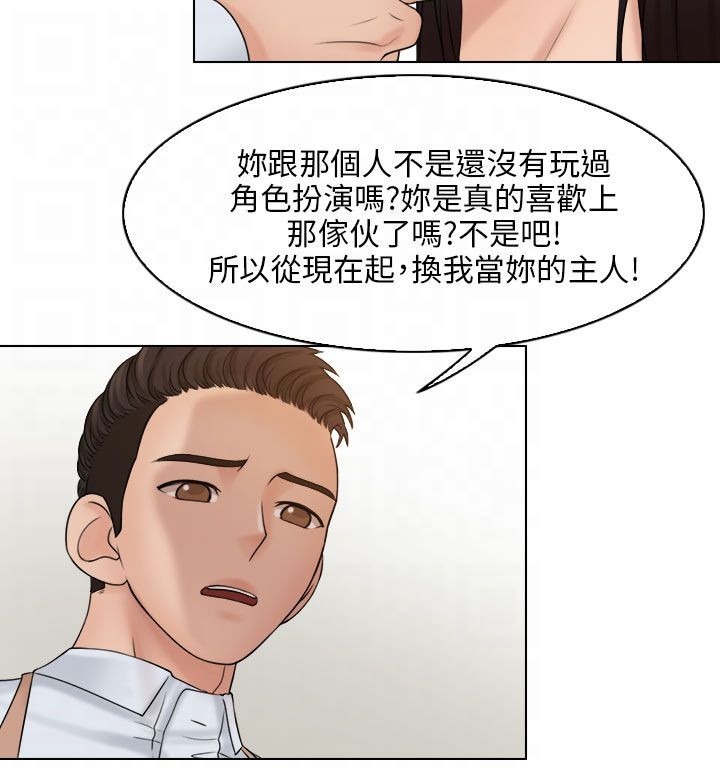 妳跟那個人不是還沒有玩過
角色扮演嗎?妳是真的喜歡上
那傢伙了嗎?不是吧!
所以從現在起,換我當妳的主人!